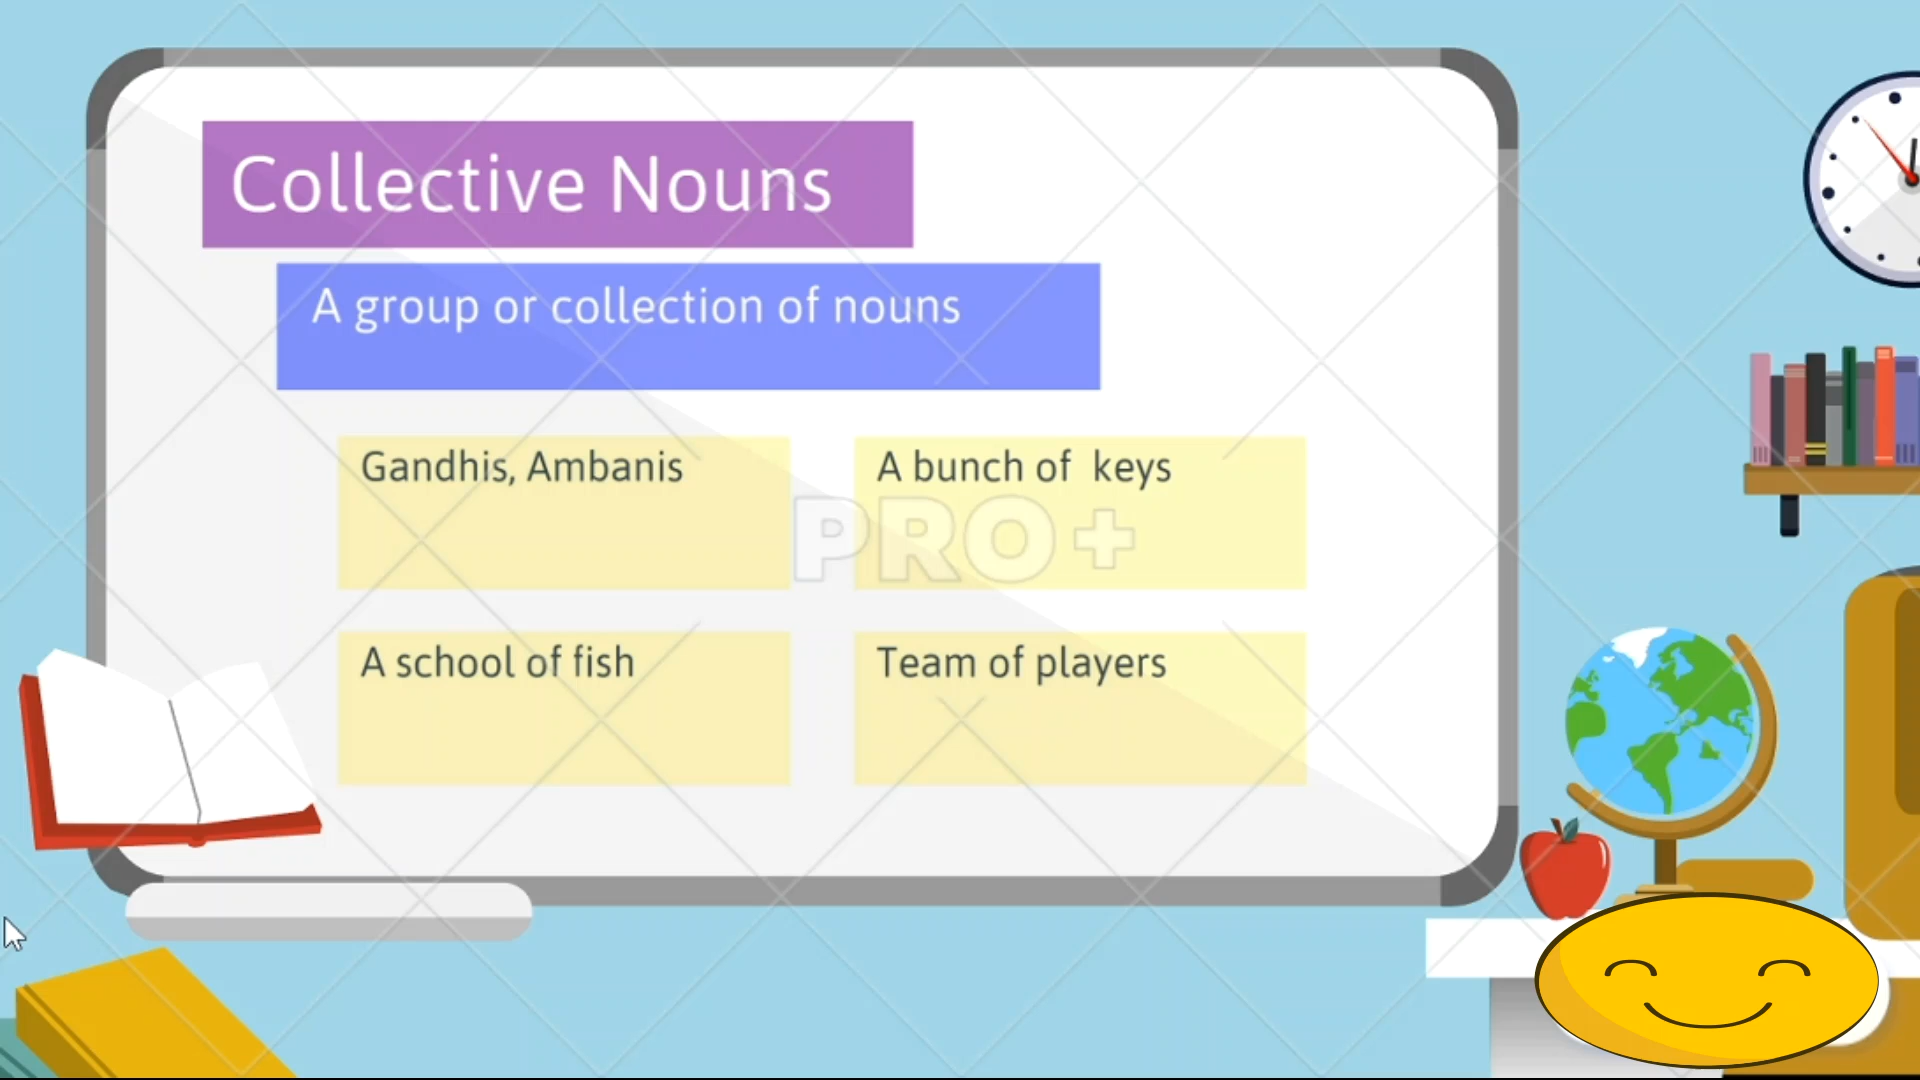 Collective Nouns
A group or collection of nouns
Gandhis, Ambanis
A bunch of keys
PRO+
A school of fish
Team of players